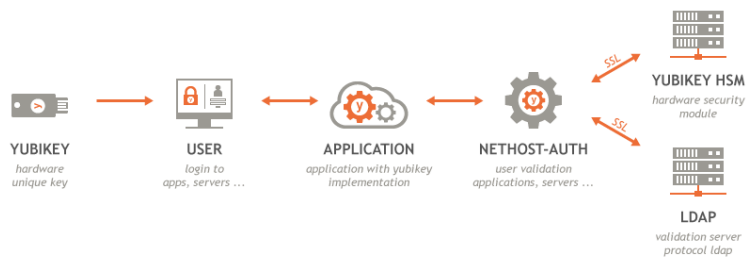 YUBIKEY
hardware
unique key
USER
login to
apps, servers ...
APPLICATION
application with yubikey
implementation
NETHOST-AUTH
user validation
applications, servers ...
SSL
YUBIKEY HSM
hardware security
module
SSL
LDAP
validation server
protocol ldap
y
y
y